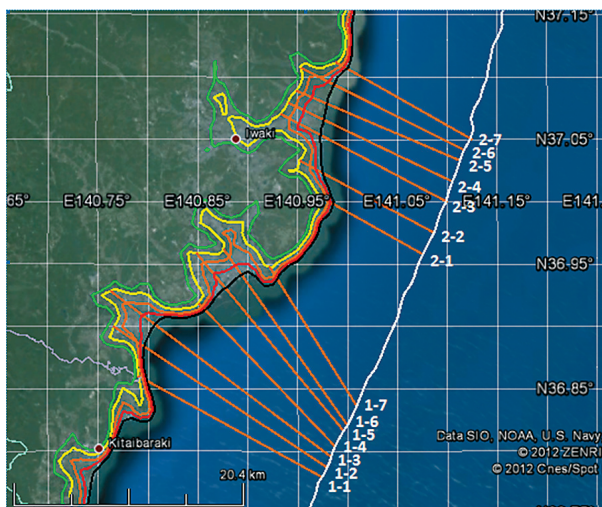 N37.15°
Iwaki
N37.05°
2-7
2-6
2-5
2-4
65°
E140.75°
E140.85°
E140.95°
E141.05°
E141.15°
E141.
2-3
2-2
2-1
N36.95°
N36.85°
1-7
1-6
1-5
1-4
1-3
1-2
1-1
Kitaibaraki
Data SIO, NOAA, U.S. Navy
© 2012 ZENRI
© 2012 Cnes/Spot
20.4 km